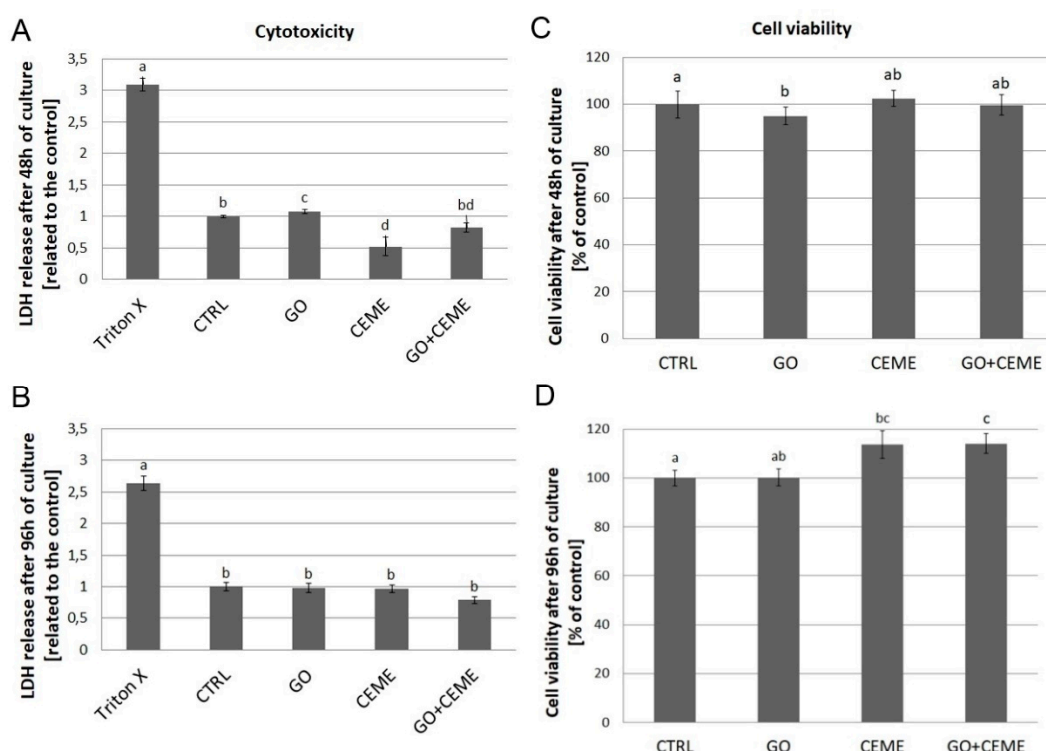 A
Cytotoxicity
LDH release after 48h of culture
[related to the control]
3,5
3
2,5
2
1,5
1
0,5
0
a
b
c
d
bd
Triton X
CTRL
GO
CEME
GO+CEME
B
LDH release after 96h of culture
[related to the control]
3,5
3
2,5
2
1,5
1
0,5
0
a
b
b
b
b
Triton X
CTRL
GO
CEME
GO+CEME
C
Cell viability
Cell viability after 48h of culture
[% of control]
120
100
80
60
40
20
0
a
b
ab
ab
CTRL
GO
CEME
GO+CEME
D
Cell viability after 96h of culture
[% of control]
120
100
80
60
40
20
0
a
ab
bc
c
CTRL
GO
CEME
GO+CEME